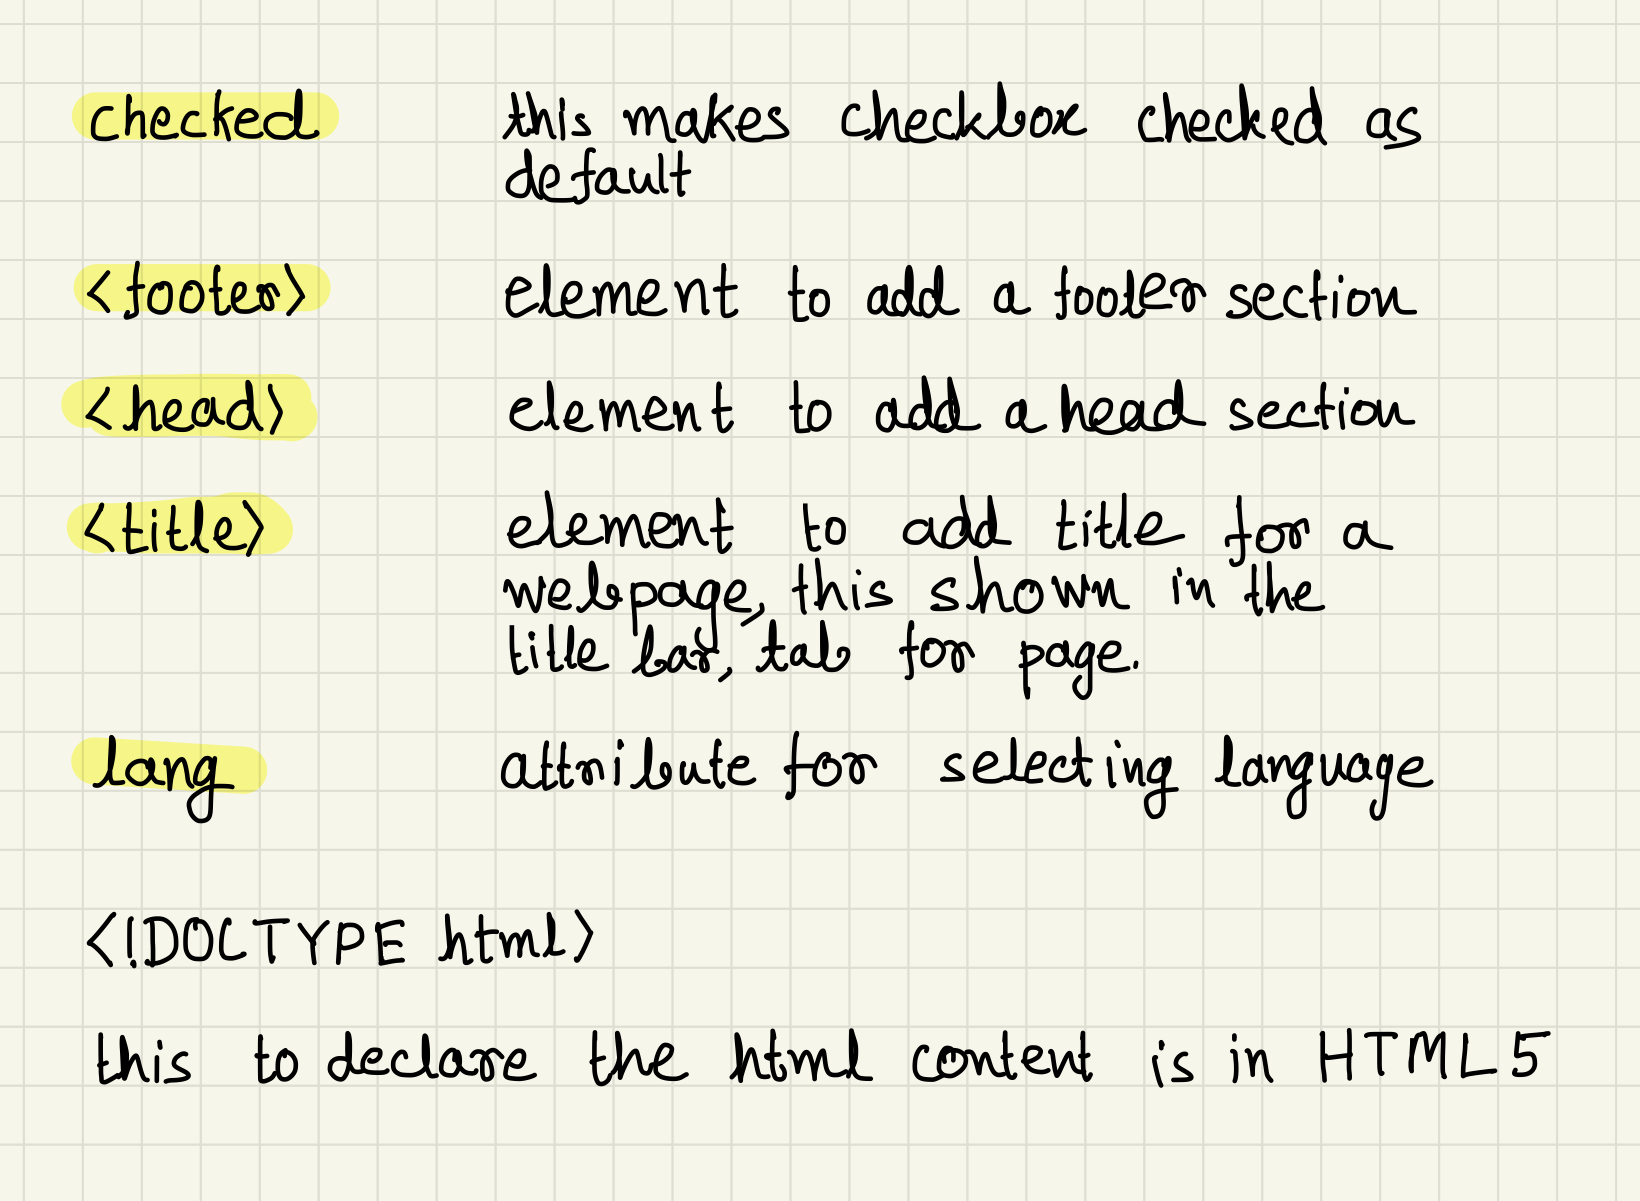 checked this makes checkbox checked as
default
<footer> element to add a footer section
<head> element to add a head section
<title> element to add title for a
webpage, this shown in the
title bar, tab for page.
lang attribute for selecting language
<!DOCTYPE html>
this to declare the html content is in HTML5